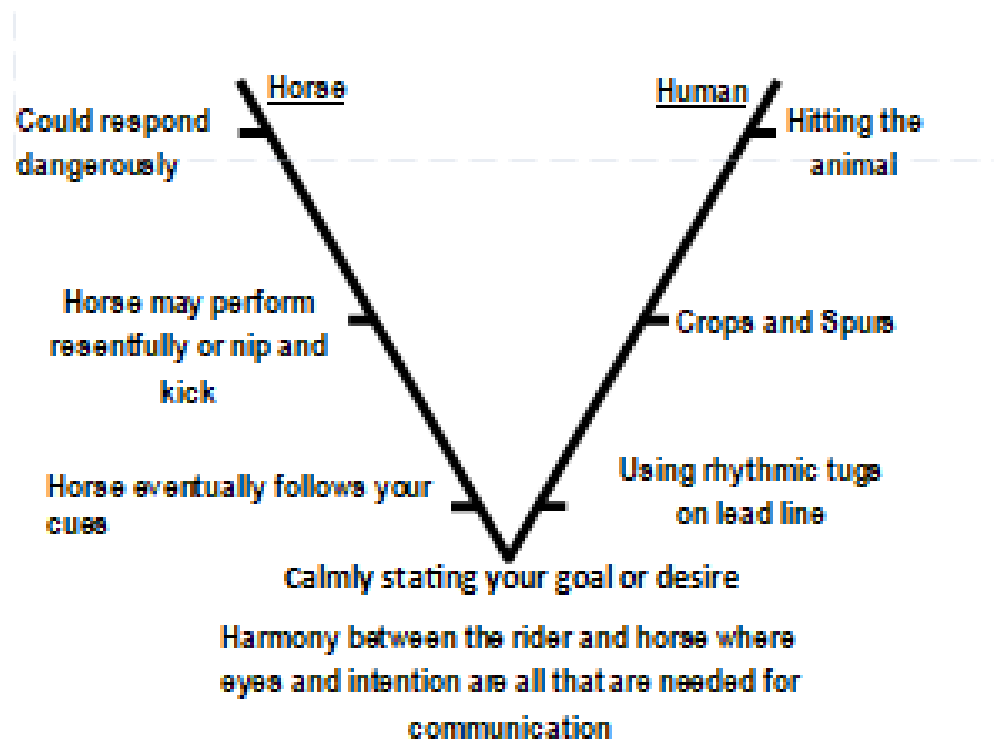 Horse
Human
Could respond
dangerously
Hitting the
animal
Horse may perform
resentfully or nip and
kick
Crops and Spurs
Horse eventually follows your
cues
Using rhythmic tugs
on lead line
Calmly stating your goal or desire
Harmony between the rider and horse where
eyes and intention are all that are needed for
communication